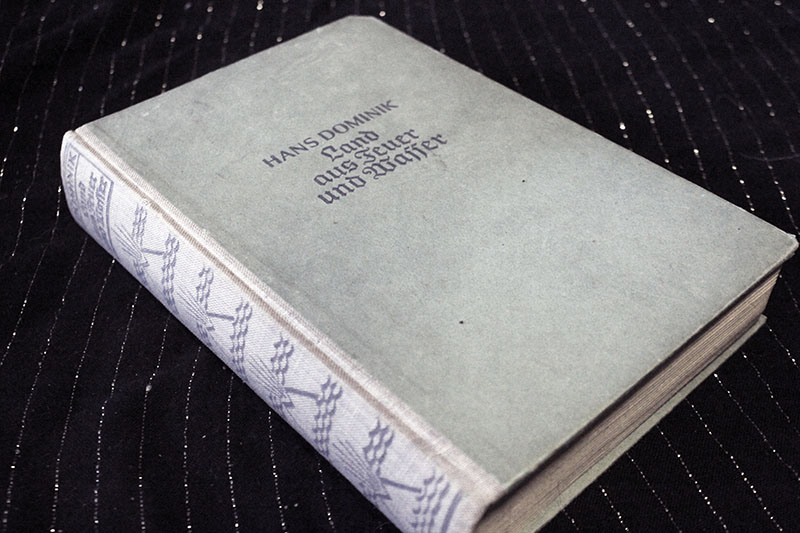 HANS DOMINIK
Land
aus Feuer
und Wasser